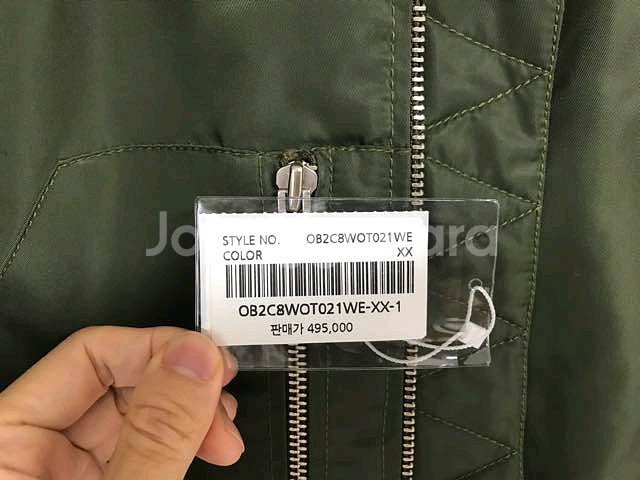 STYLE NO. OB2C8WOT021WE
COLOR XX
OB2C8WOT021WE-XX-1
판매가 495,000